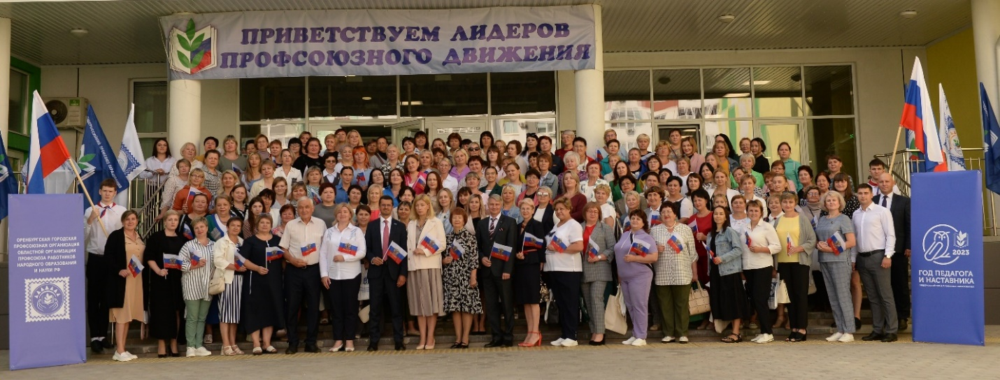 ПРИВЕТСТВУЕМ ЛИДЕРОВ
ПРОФСОЮЗНОГО ДВИЖЕНИЯ
ОРЕНБУРГСКАЯ ГОРОДСКАЯ
ПРОФСОЮЗНАЯ ОРГАНИЗАЦИЯ
ОБЛАСТНОЙ ОРГАНИЗАЦИИ
ПРОФСОЮЗА РАБОТНИКОВ
НАРОДНОГО ОБРАЗОВАНИЯ
И НАУКИ РФ
2023
ГОД ПЕДАГОГА
И НАСТАВНИКА